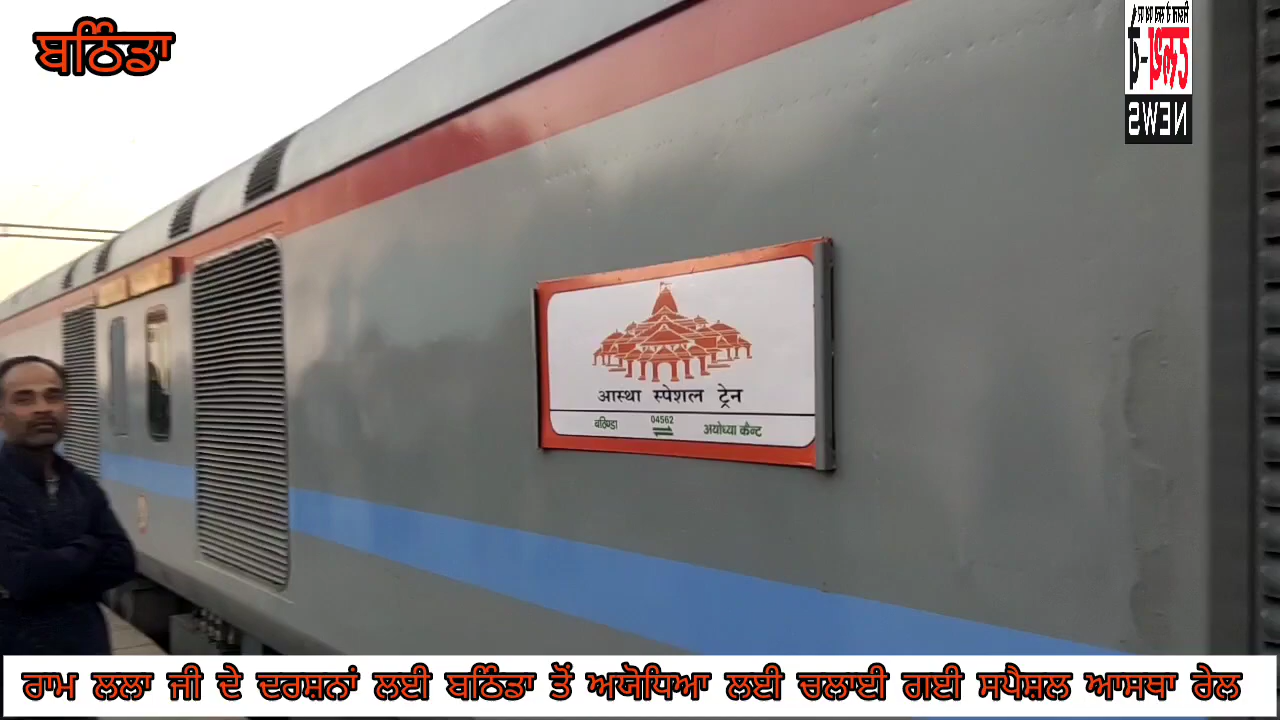 ਬਠਿੰਡਾ
NEWS
आस्था स्पेशल ट्रेन
बठिण्डा 04562 अयोध्या कैन्ट
ਰਾਮ ਲਲਾ ਜੀ ਦੇ ਦਰਸ਼ਨਾਂ ਲਈ ਬਠਿੰਡਾ ਤੋਂ ਅਯੋਧਿਆ ਲਈ ਚਲਾਈ ਗਈ ਸਪੈਸ਼ਲ ਆਸਥਾ ਰੇਲ